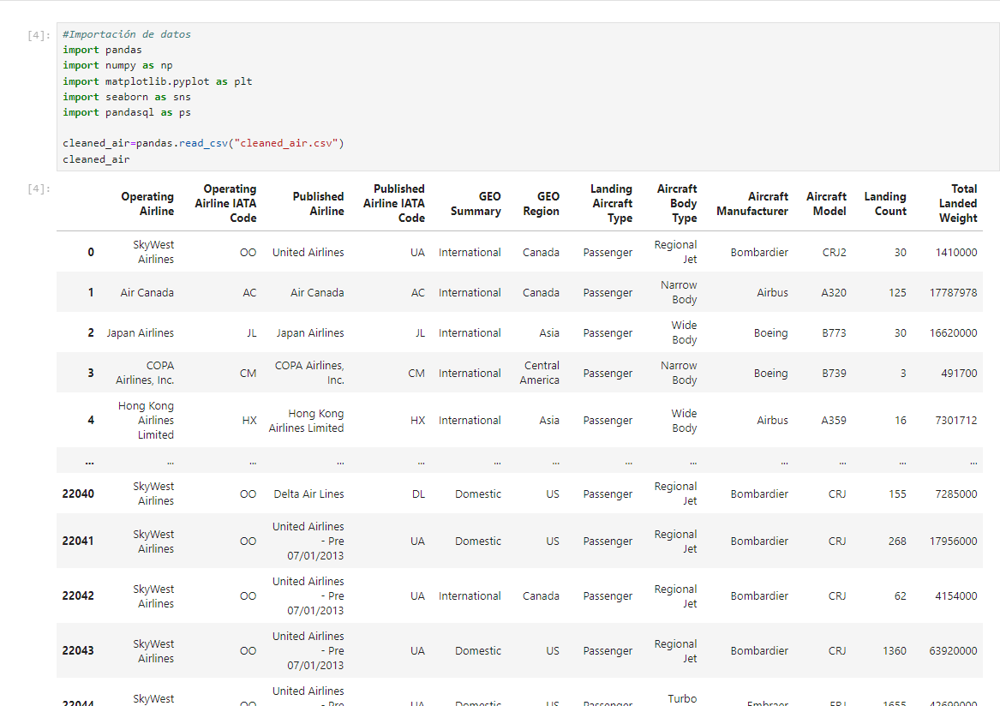 [4]: #Importación de datos
import pandas
import numpy as np
import matplotlib.pyplot as plt
import seaborn as sns
import pandasql as ps
cleaned_air=pandas.read_csv("cleaned_air.csv")
cleaned_air
[4]:
Operating Airline Operating Airline IATA Code Published Airline Published Airline IATA Code GEO Summary GEO Region Landing Aircraft Type Aircraft Body Type Aircraft Manufacturer Aircraft Model Landing Count Total Landed Weight
0 SkyWest Airlines OO United Airlines UA International Canada Passenger Regional Jet Bombardier CRJ2 30 1410000
1 Air Canada AC Air Canada AC International Canada Passenger Narrow Body Airbus A320 125 17787978
2 Japan Airlines JL Japan Airlines JL International Asia Passenger Wide Body Boeing B773 30 16620000
3 COPA Airlines, Inc. CM COPA Airlines, Inc. CM International Central America Passenger Narrow Body Boeing B739 3 491700
4 Hong Kong Airlines Limited HX Hong Kong Airlines Limited HX International Asia Passenger Wide Body Airbus A359 16 7301712
... ... ... ... ... ... ... ... ... ... ... ... ...
22040 SkyWest Airlines OO Delta Air Lines DL Domestic US Passenger Regional Jet Bombardier CRJ 155 7285000
22041 SkyWest Airlines OO United Airlines - Pre 07/01/2013 UA Domestic US Passenger Regional Jet Bombardier CRJ 268 17956000
22042 SkyWest Airlines OO United Airlines - Pre 07/01/2013 UA International Canada Passenger Regional Jet Bombardier CRJ 62 4154000
22043 SkyWest Airlines OO United Airlines - Pre 07/01/2013 UA Domestic US Passenger Regional Jet Bombardier CRJ 1360 63920000
22044 SkyWest OO United Airlines - Pre UA Domestic US Passenger Turbo Embraer 1655